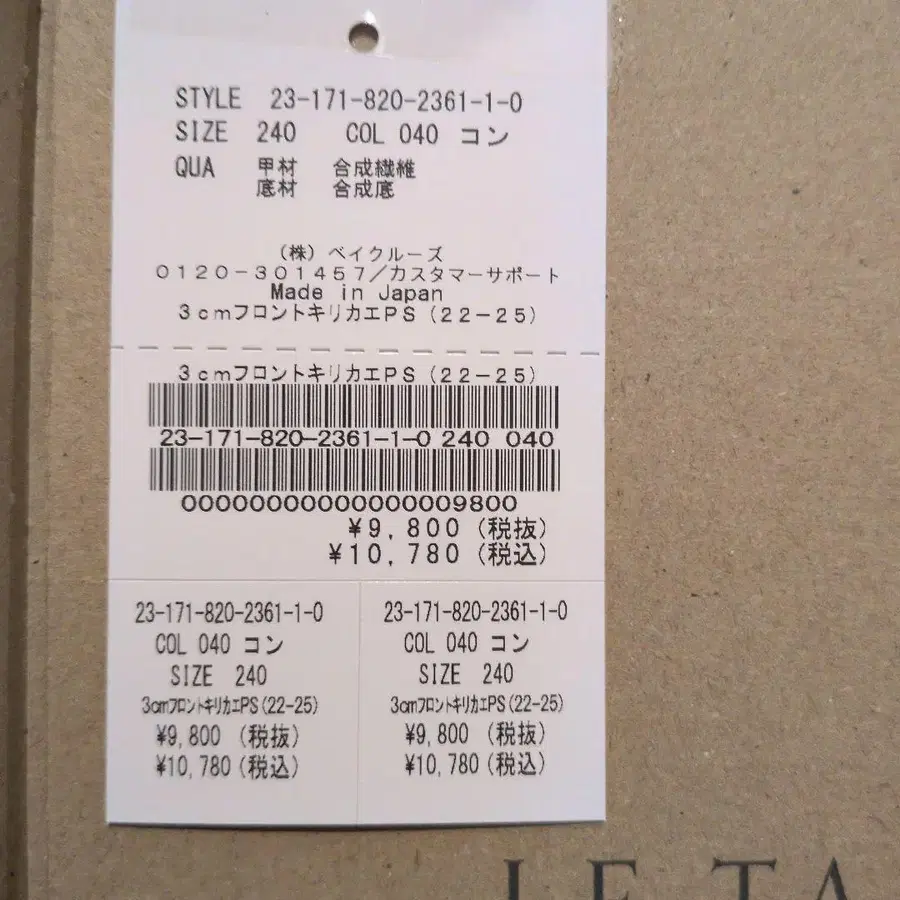 STYLE 23-171-820-2361-1-0
SIZE 240 COL 040 コン
QUA 甲材 合成繊維
底材 合成底
（株）ベイクルーズ
０１２０－３０１４５７／カスタマーサポート
Made in Japan
３ｃｍフロントキリカエＰＳ（２２－２５）
３ｃｍフロントキリカエＰＳ（２２－２５）
23-171-820-2361-1-0 240 040
00000000000000009800
¥9,800（税抜）
¥10,780（税込）
23-171-820-2361-1-0
COL 040 コン
SIZE 240
3cmﾌﾛﾝﾄｷﾘｶｴPS(22-25)
¥9,800（税抜）
¥10,780（税込）
23-171-820-2361-1-0
COL 040 コン
SIZE 240
3cmﾌﾛﾝﾄｷﾘｶｴPS(22-25)
¥9,800（税抜）
¥10,780（税込）
LE TA